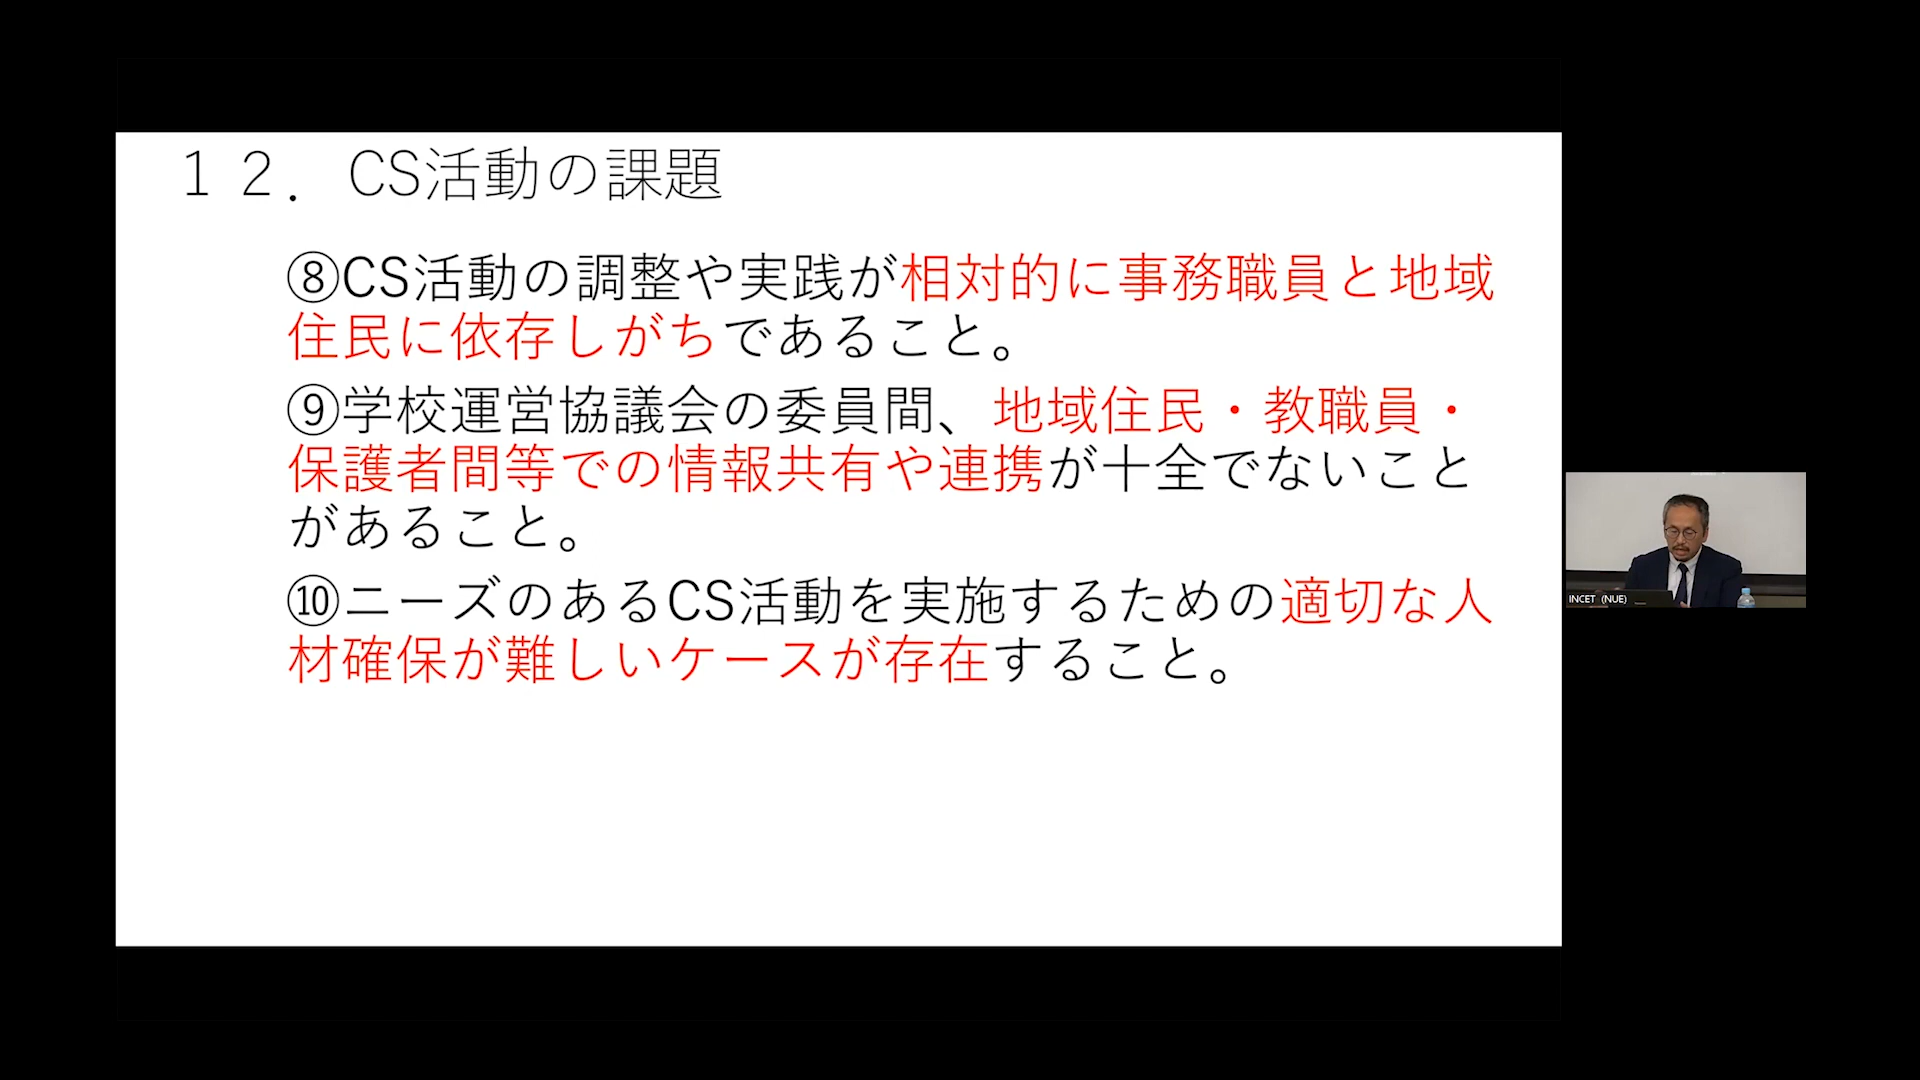 １２．CS活動の課題
⑧CS活動の調整や実践が相対的に事務職員と地域
住民に依存しがちであること。
⑨学校運営協議会の委員間、地域住民・教職員・
保護者間等での情報共有や連携が十全でないこと
があること。
⑩ニーズのあるCS活動を実施するための適切な人
材確保が難しいケースが存在すること。
INCET (NUE)